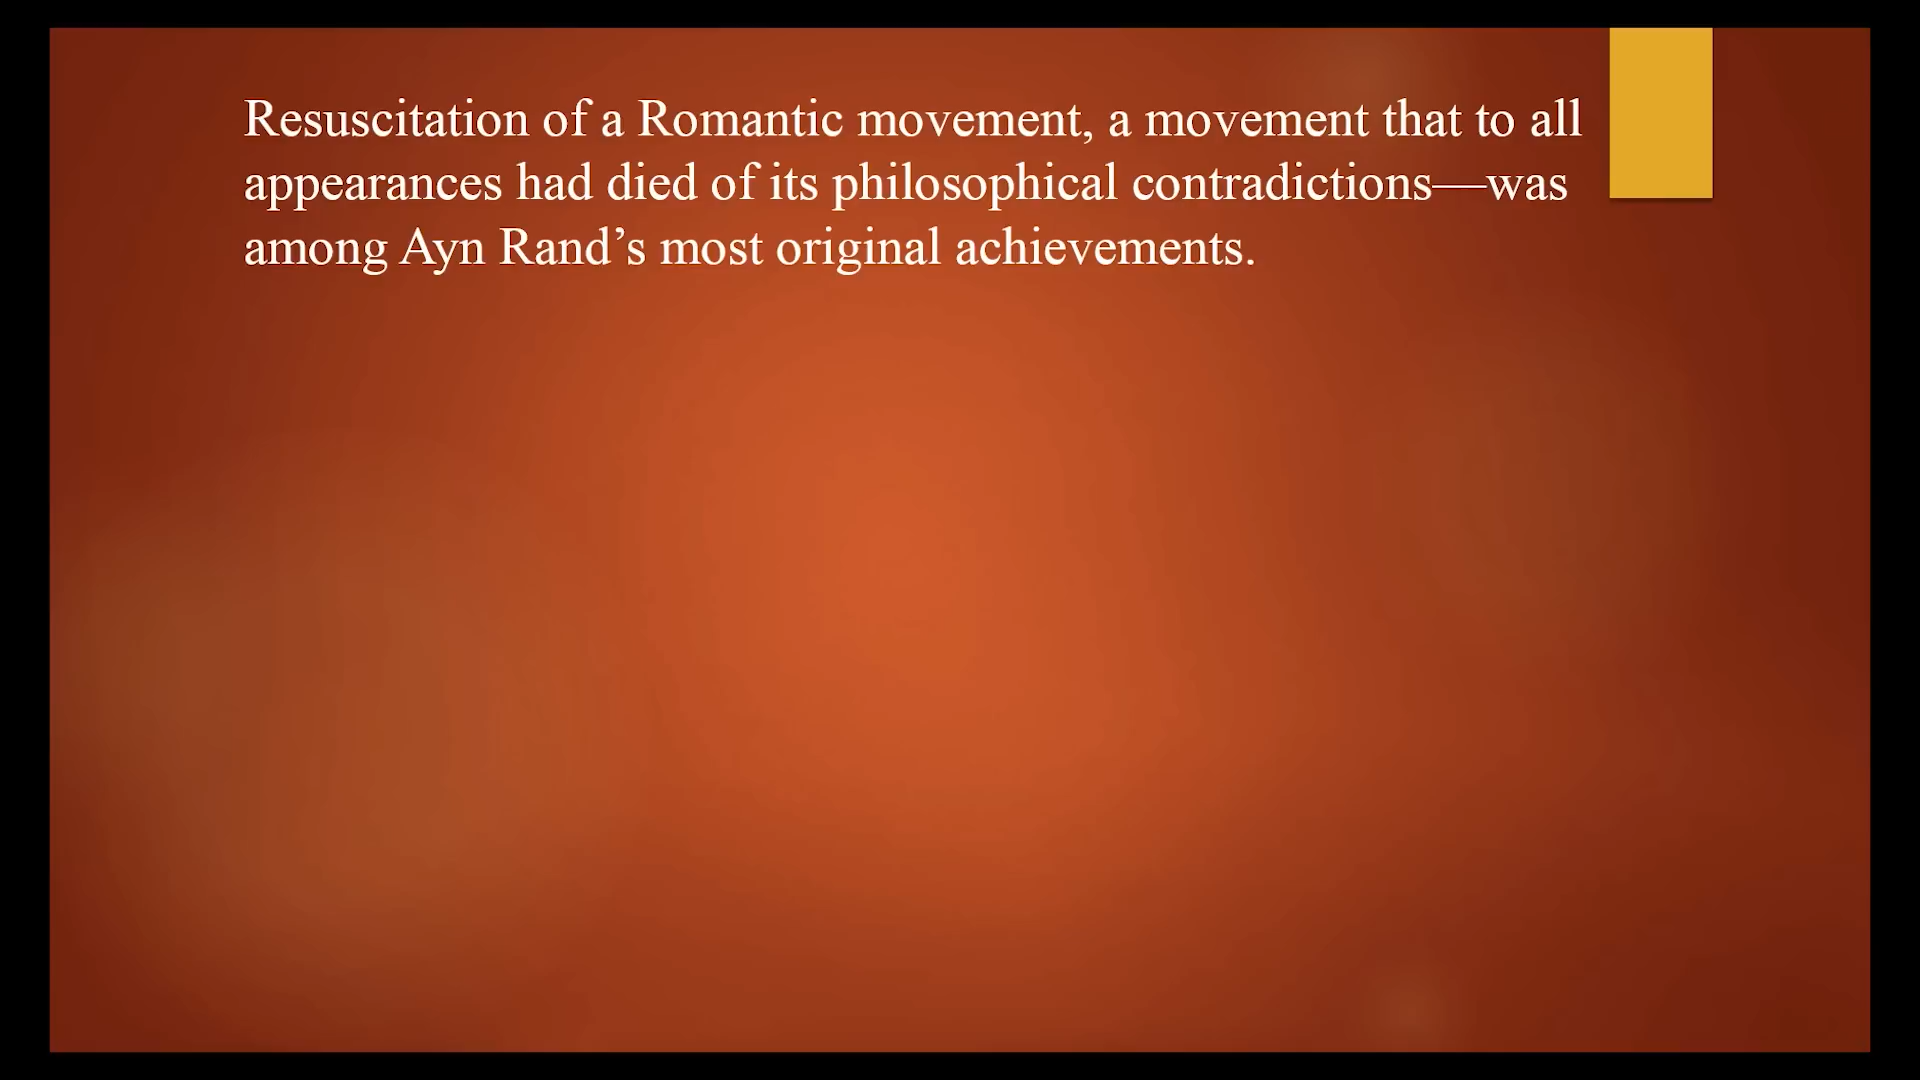 Resuscitation of a Romantic movement, a movement that to all
appearances had died of its philosophical contradictions—was
among Ayn Rand’s most original achievements.